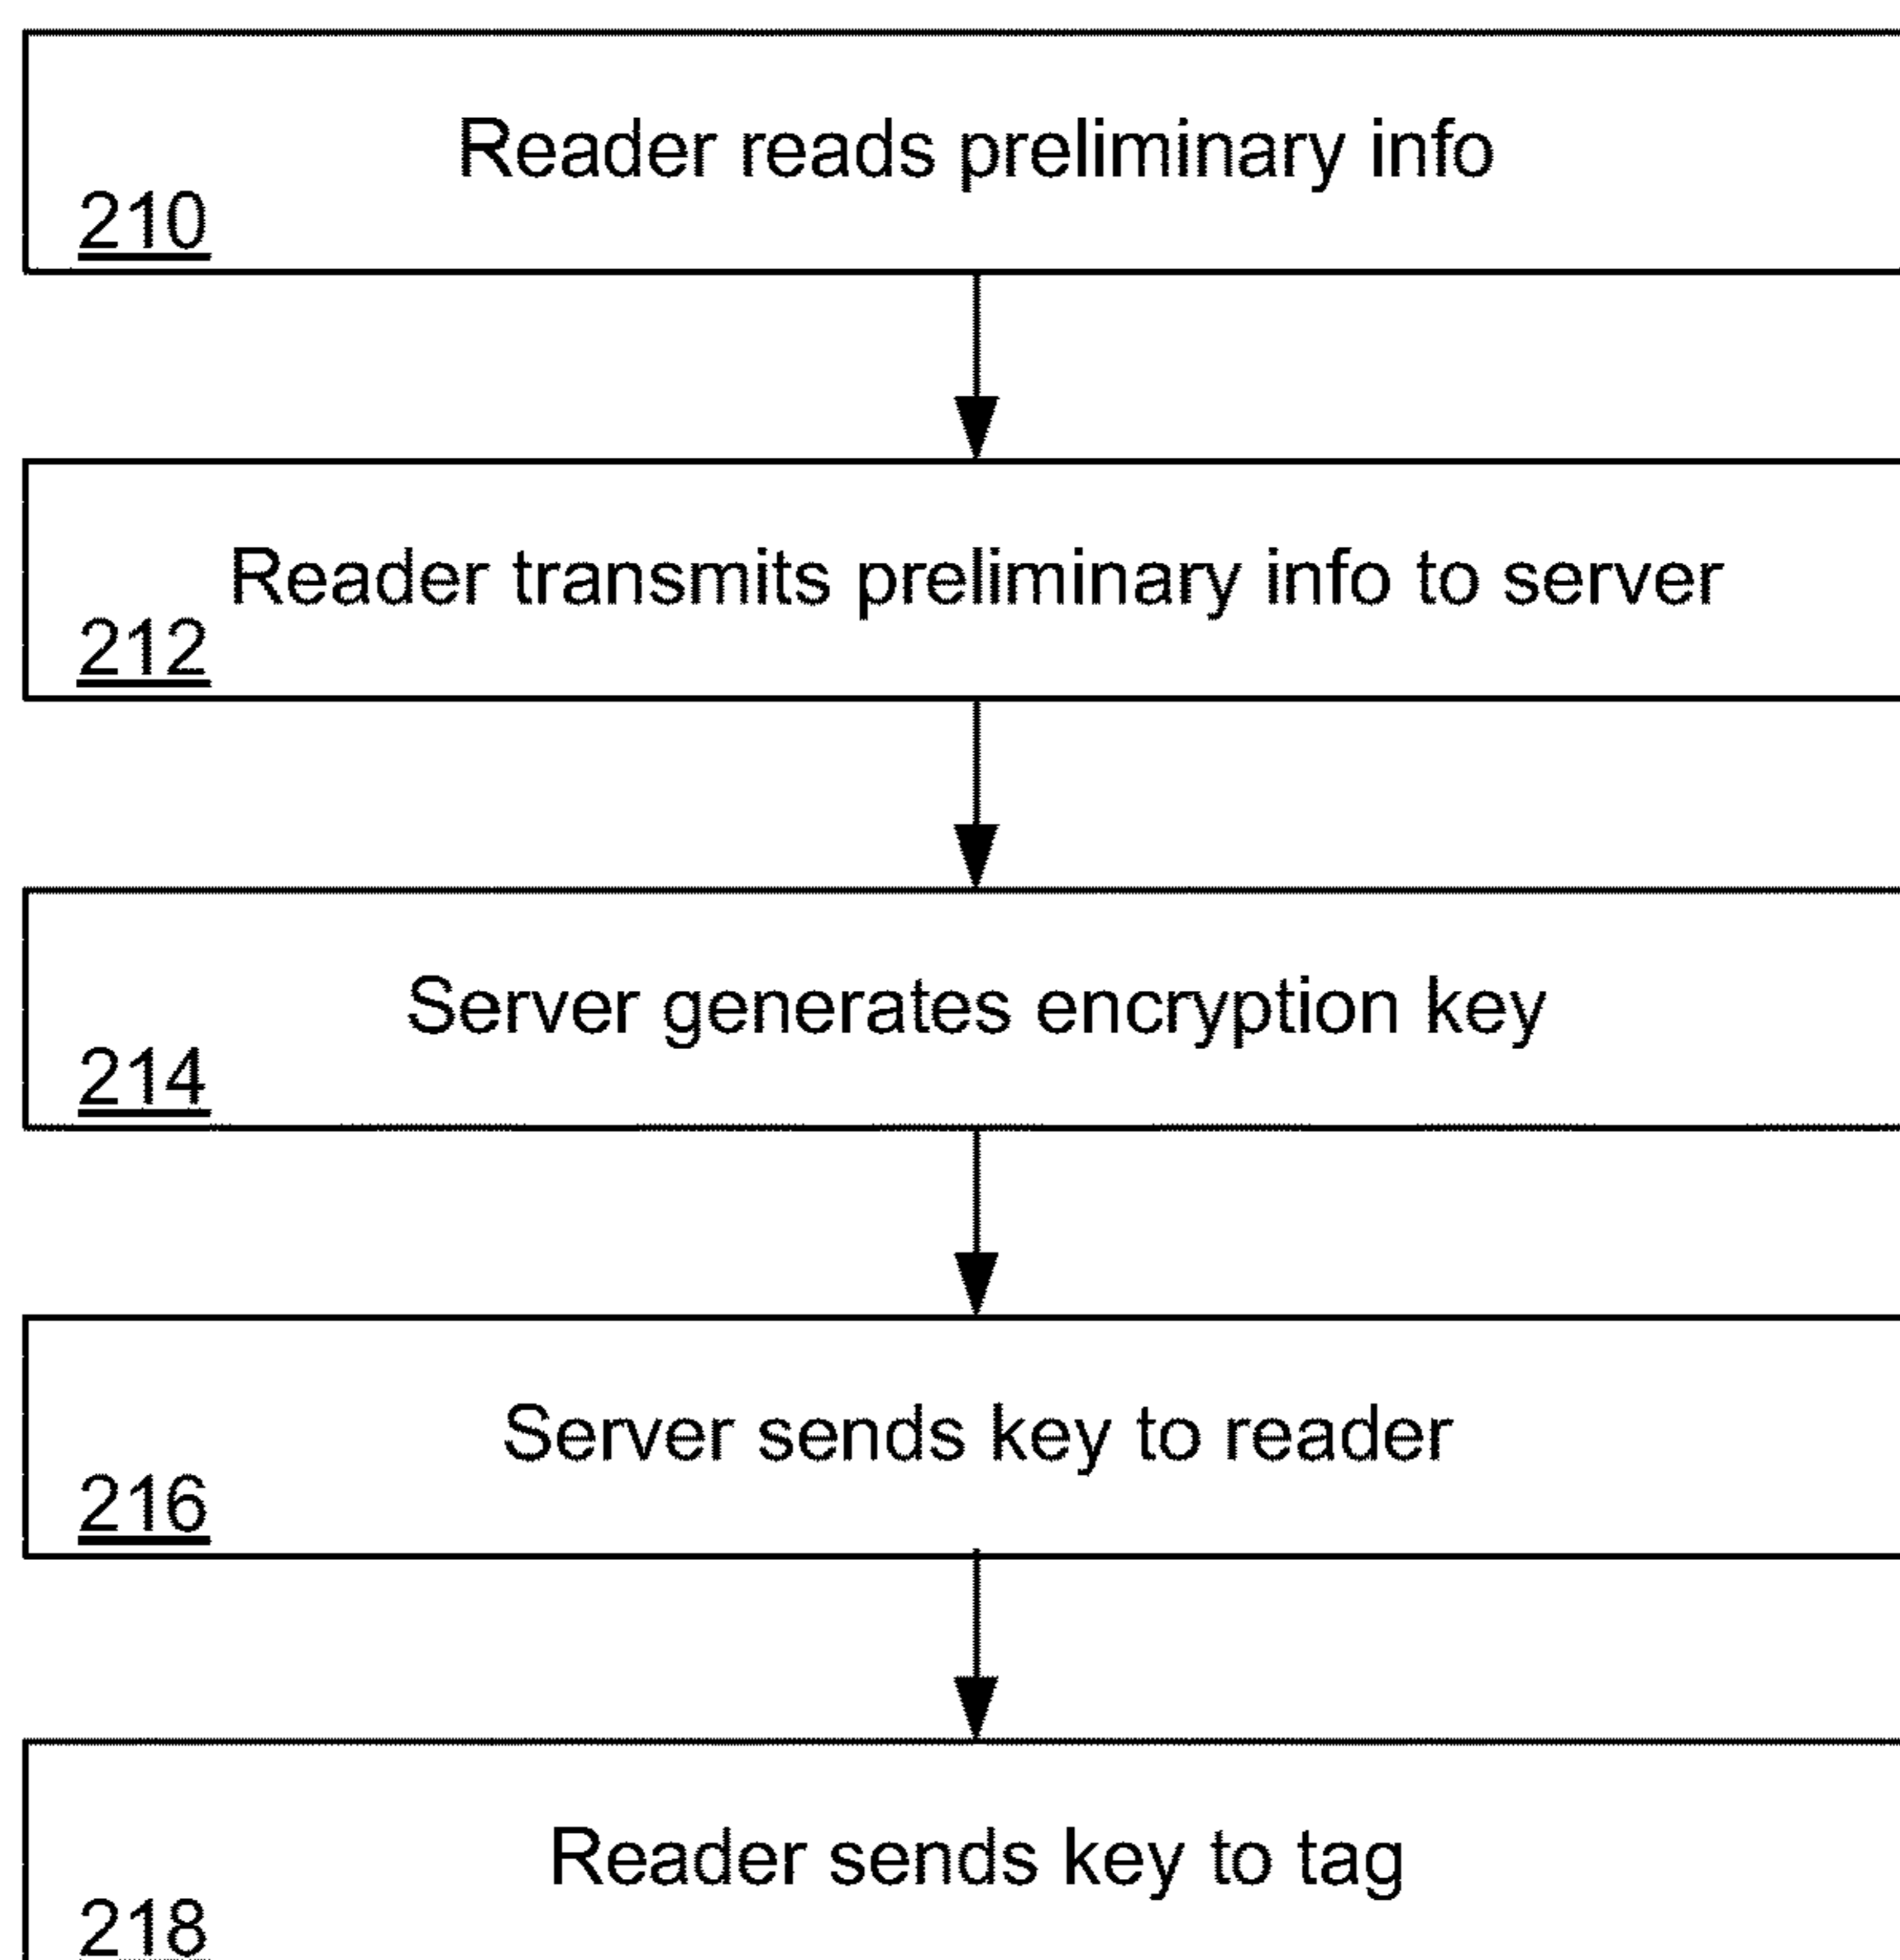 Reader reads preliminary info
210
Reader transmits preliminary info to server
212
Server generates encryption key
214
Server sends key to reader
216
Reader sends key to tag
218